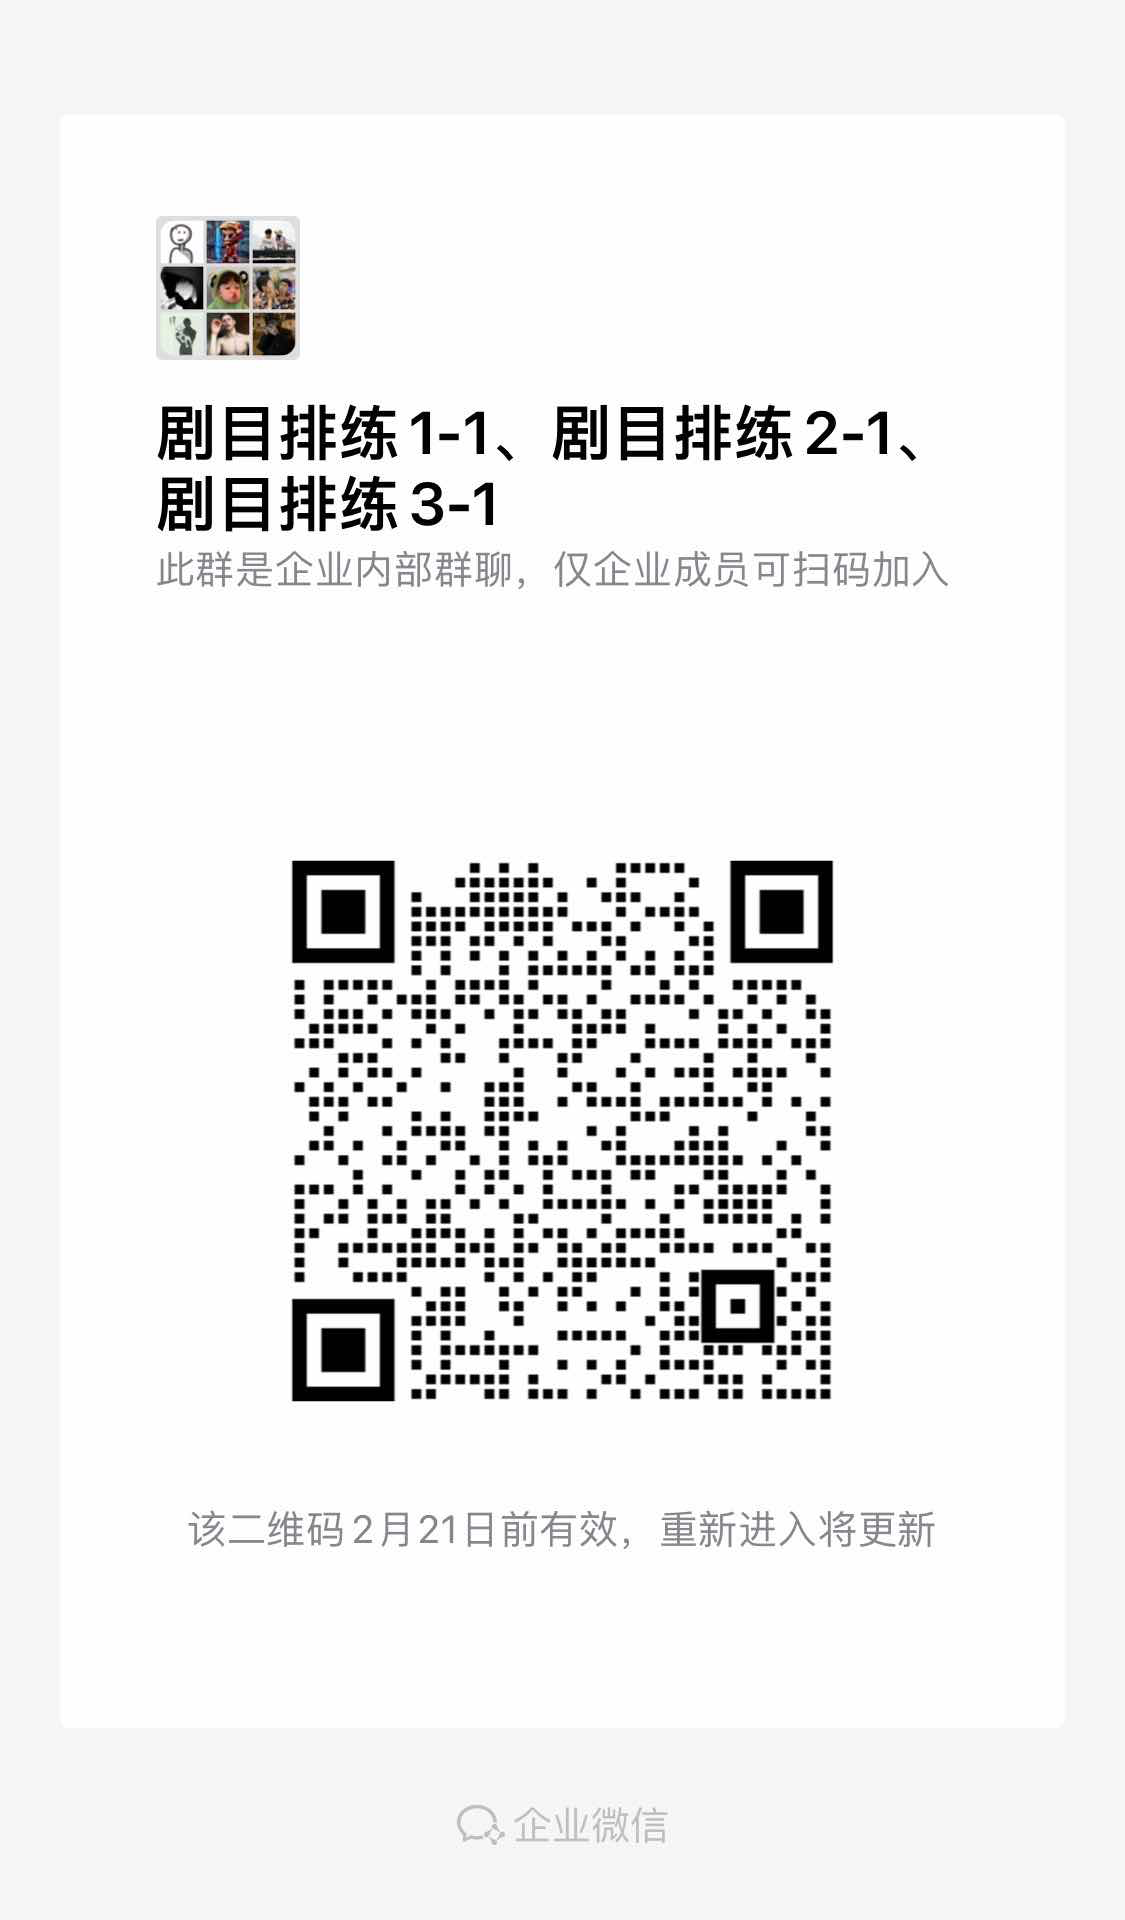 剧目排练1-1、剧目排练2-1、
剧目排练3-1
此群是企业内部群聊，仅企业成员可扫码加入
该二维码2月21日前有效，重新进入将更新
企业微信